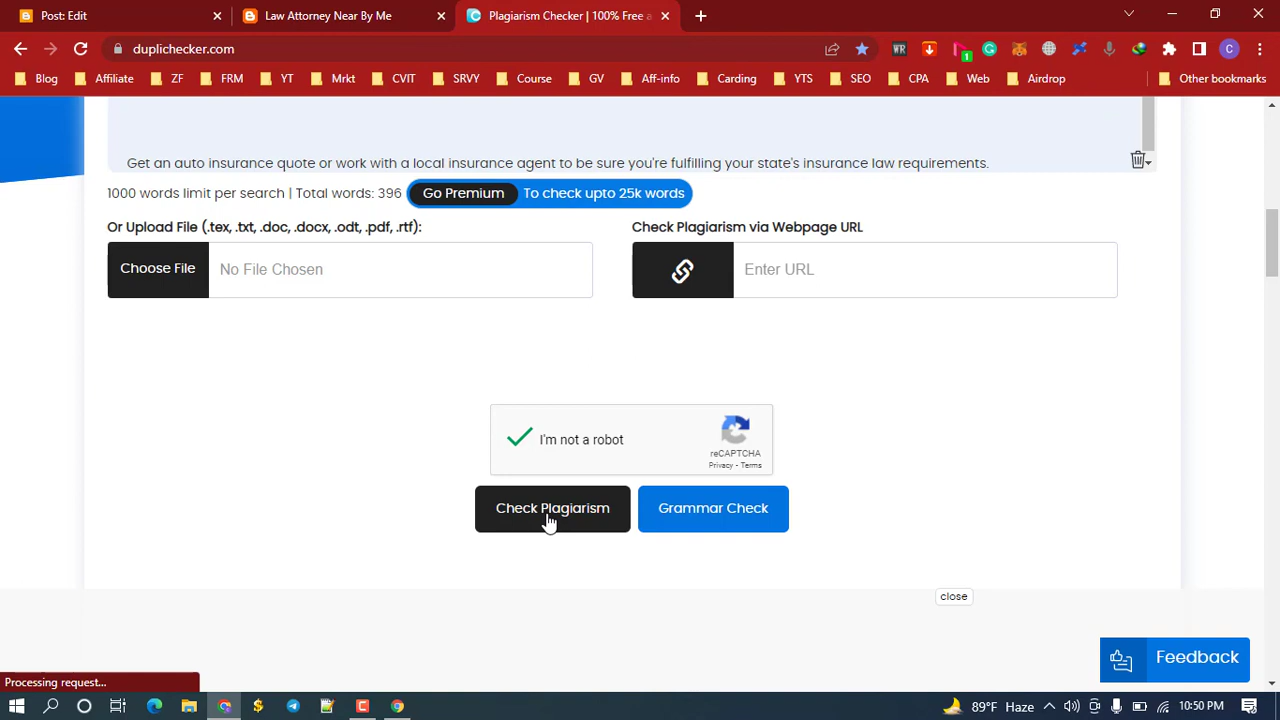 Post: Edit
Law Attorney Near By Me
Plagiarism Checker | 100% Free a
duplichecker.com
WR
1
C
Blog
Affiliate
ZF
FRM
YT
Mrkt
CVIT
SRVY
Course
GV
Aff-info
Carding
YTS
SEO
CPA
Web
Airdrop
Other bookmarks
Get an auto insurance quote or work with a local insurance agent to be sure you're fulfilling your state's insurance law requirements.
1000 words limit per search | Total words: 396 Go Premium To check upto 25k words
Or Upload File (.tex, .txt, .doc, .docx, .odt, .pdf, .rtf):
Check Plagiarism via Webpage URL
Choose File
No File Chosen
Enter URL
I'm not a robot
reCAPTCHA
Privacy - Terms
Check Plagiarism
Grammar Check
close
Feedback
Processing request...
89°F Haze
10:50 PM